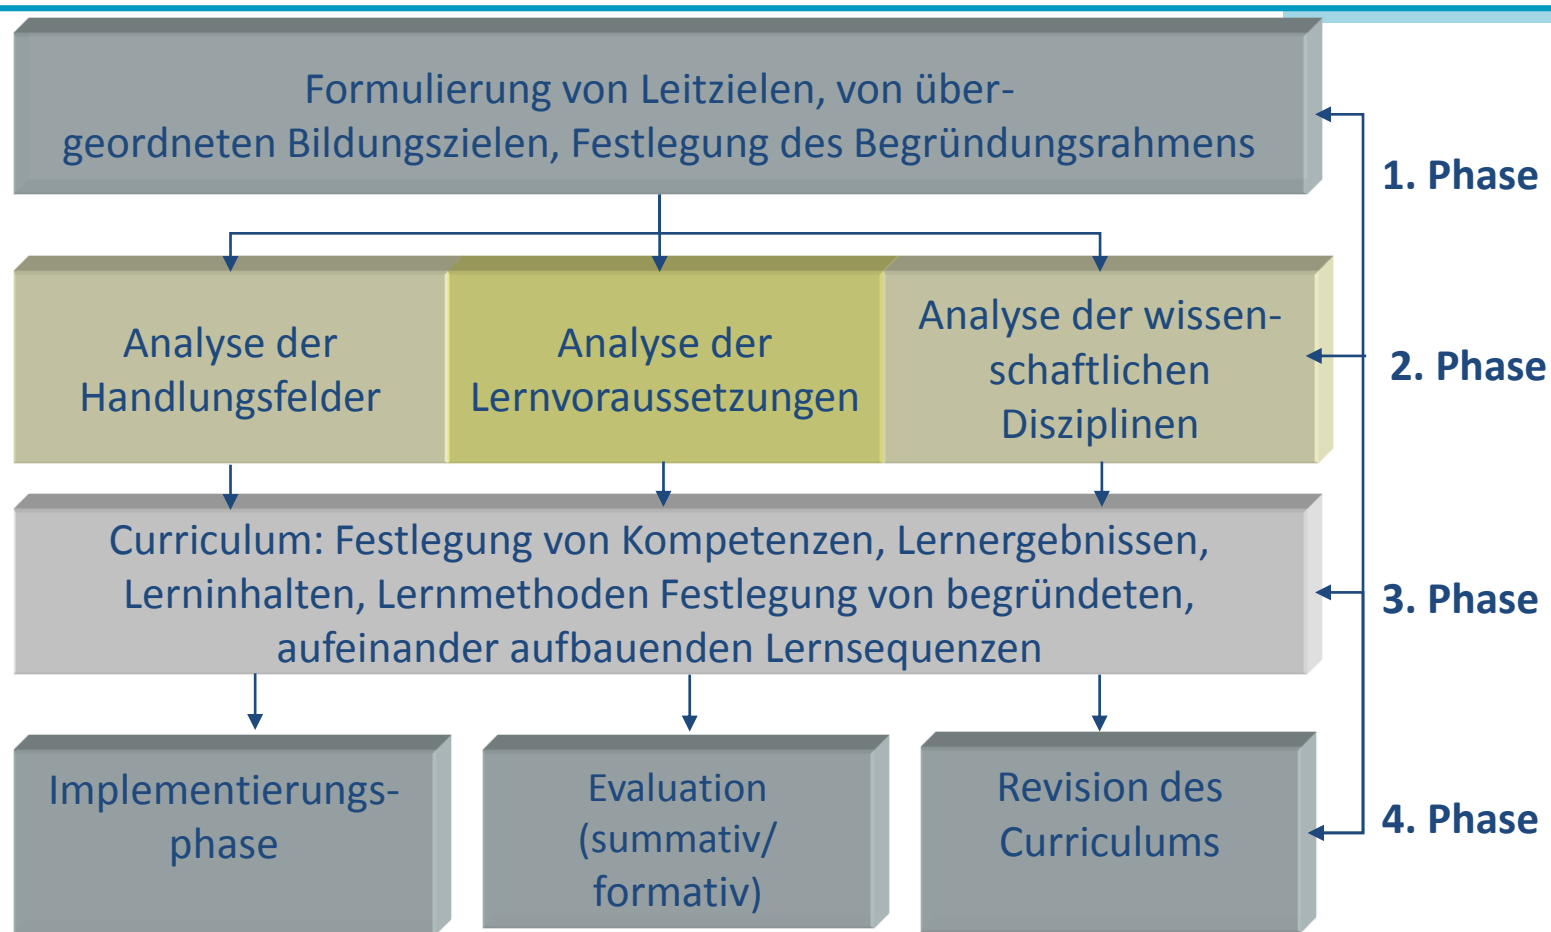 Formulierung von Leitzielen, von über-
geordneten Bildungszielen, Festlegung des Begründungsrahmens
1. Phase
Analyse der
Handlungsfelder
Analyse der
Lernvoraussetzungen
Analyse der wissen-
schaftlichen
Disziplinen
2. Phase
Curriculum: Festlegung von Kompetenzen, Lernergebnissen,
Lerninhalten, Lernmethoden Festlegung von begründeten,
aufeinander aufbauenden Lernsequenzen
3. Phase
Implementierungs-
phase
Evaluation
(summativ/
formativ)
Revision des
Curriculums
4. Phase